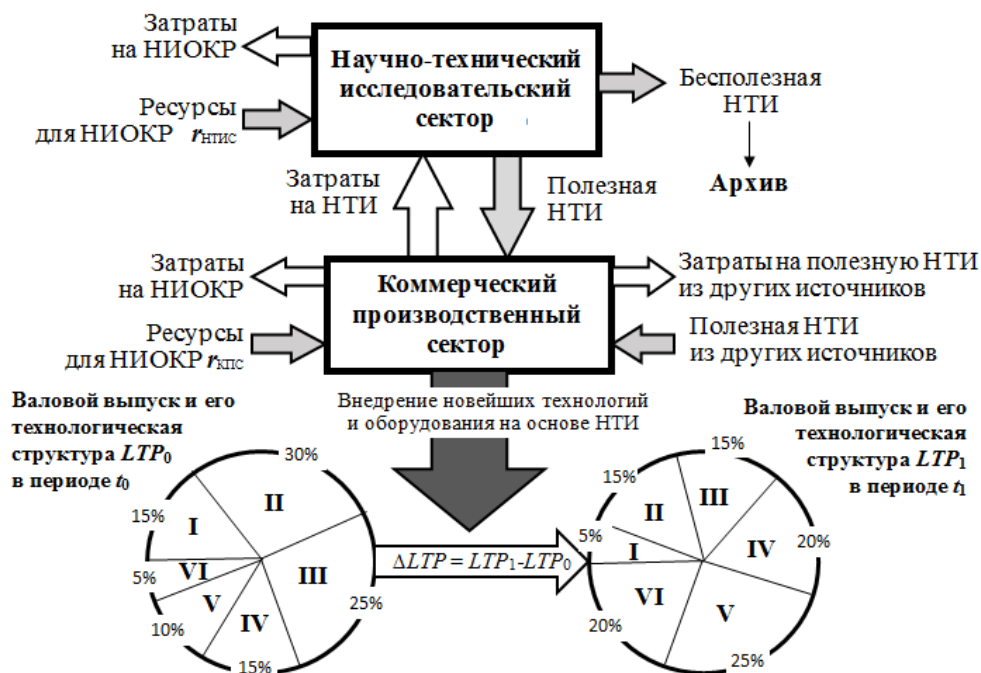 Затраты
на НИОКР
Ресурсы
для НИОКР rнтис
Научно-технический
исследовательский
сектор
Бесполезная
НТИ
Архив
Затраты
на НТИ
Полезная
НТИ
Затраты
на НИОКР
Ресурсы
для НИОКР rкпс
Коммерческий
производственный
сектор
Затраты на полезную НТИ
из других источников
Полезная НТИ
из других источников
Внедрение новейших технологий
и оборудования на основе НТИ
Валовой выпуск и его
технологическая
структура LTP0
в периоде t0
30%
II
15%
I
5%
VI
10%
V
15%
IV
25%
III
ΔLTP = LTP1-LTP0
Валовой выпуск и его
технологическая
структура LTP1
в периоде t1
15%
III
15%
II
5%
I
20%
IV
20%
VI
25%
V